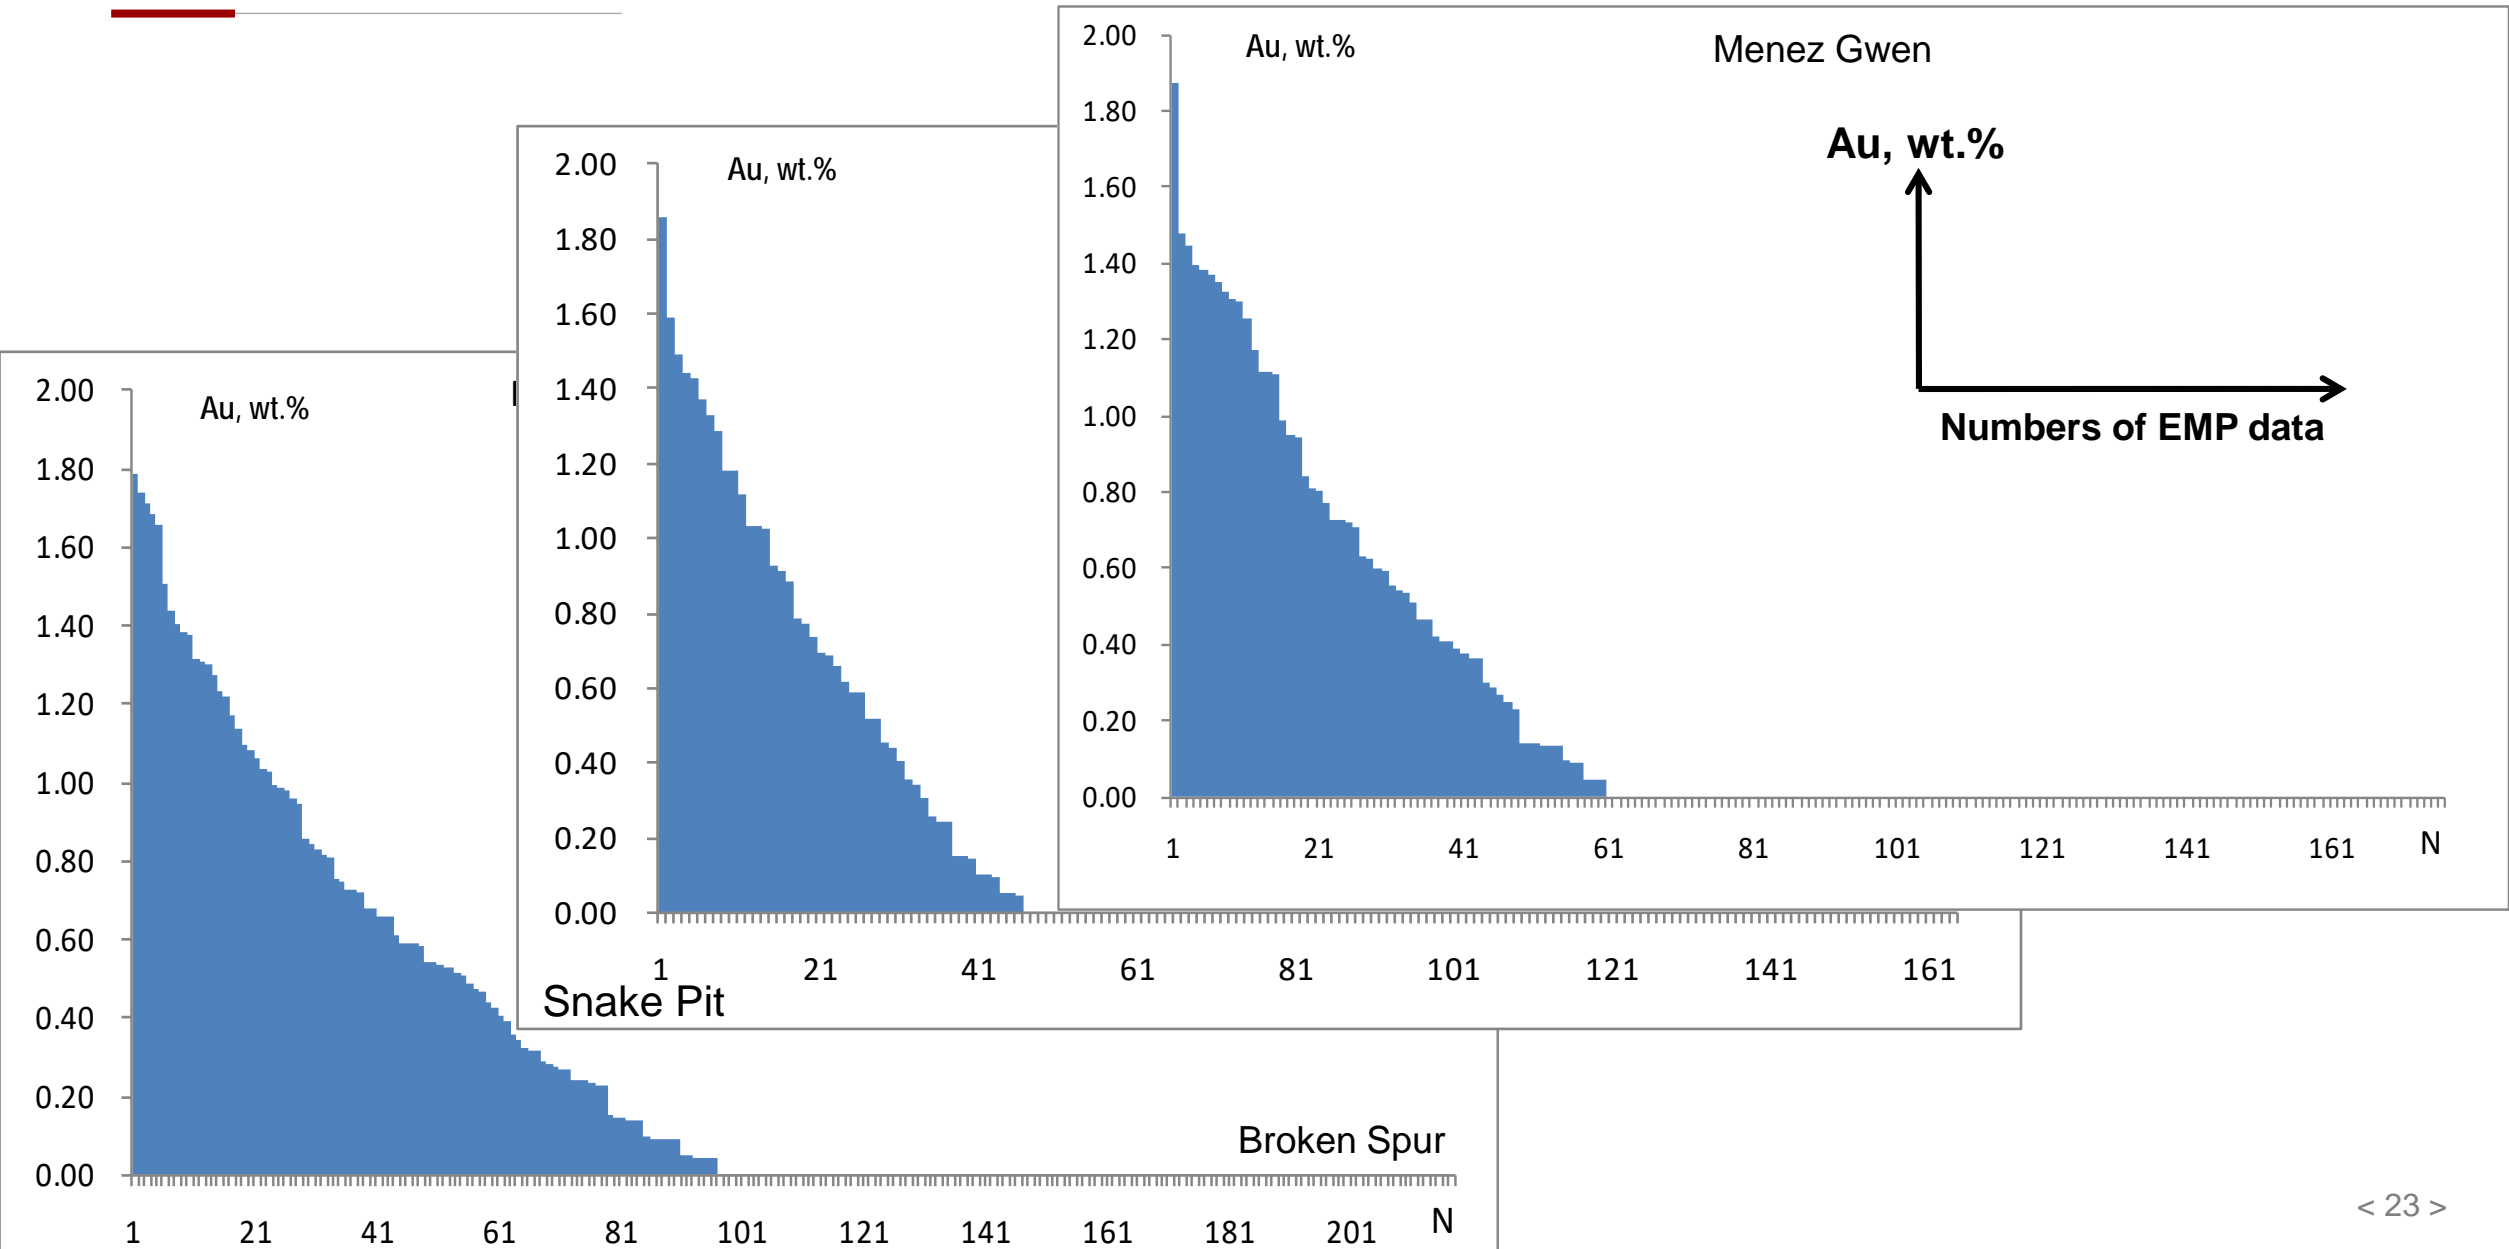 2.00
Au, wt.%
Menez Gwen
1.80
1.60
1.40
1.20
1.00
0.80
0.60
0.40
0.20
0.00
1 21 41 61 81 101 121 141 161 N
Au, wt.%
Numbers of EMP data
2.00
Au, wt.%
1.80
1.60
1.40
1.20
1.00
0.80
0.60
0.40
0.20
0.00
1 21 41 61 81 101 121 141 161
Snake Pit
2.00
Au, wt.%
1.80
1.60
1.40
1.20
1.00
0.80
0.60
0.40
0.20
0.00
Broken Spur
1 21 41 61 81 101 121 141 161 181 201 N
< 23 >